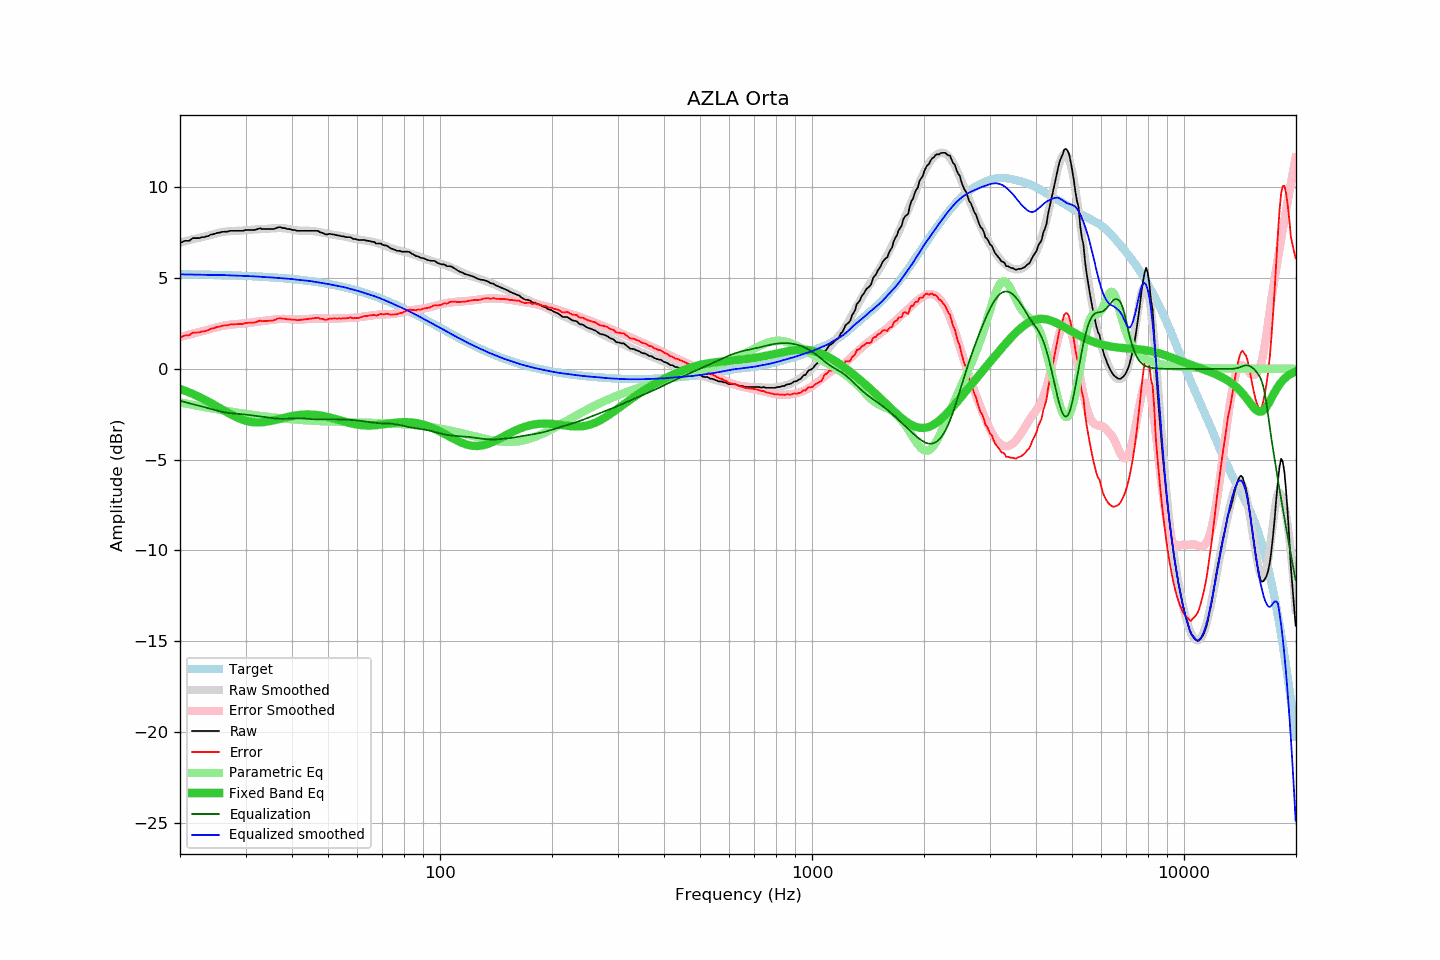 AZLA Orta
Amplitude (dBr)
10
5
0
−5
−10
−15
−20
−25
Target
Raw Smoothed
Error Smoothed
Raw
Error
Parametric Eq
Fixed Band Eq
Equalization
Equalized smoothed
100 1000 10000
Frequency (Hz)